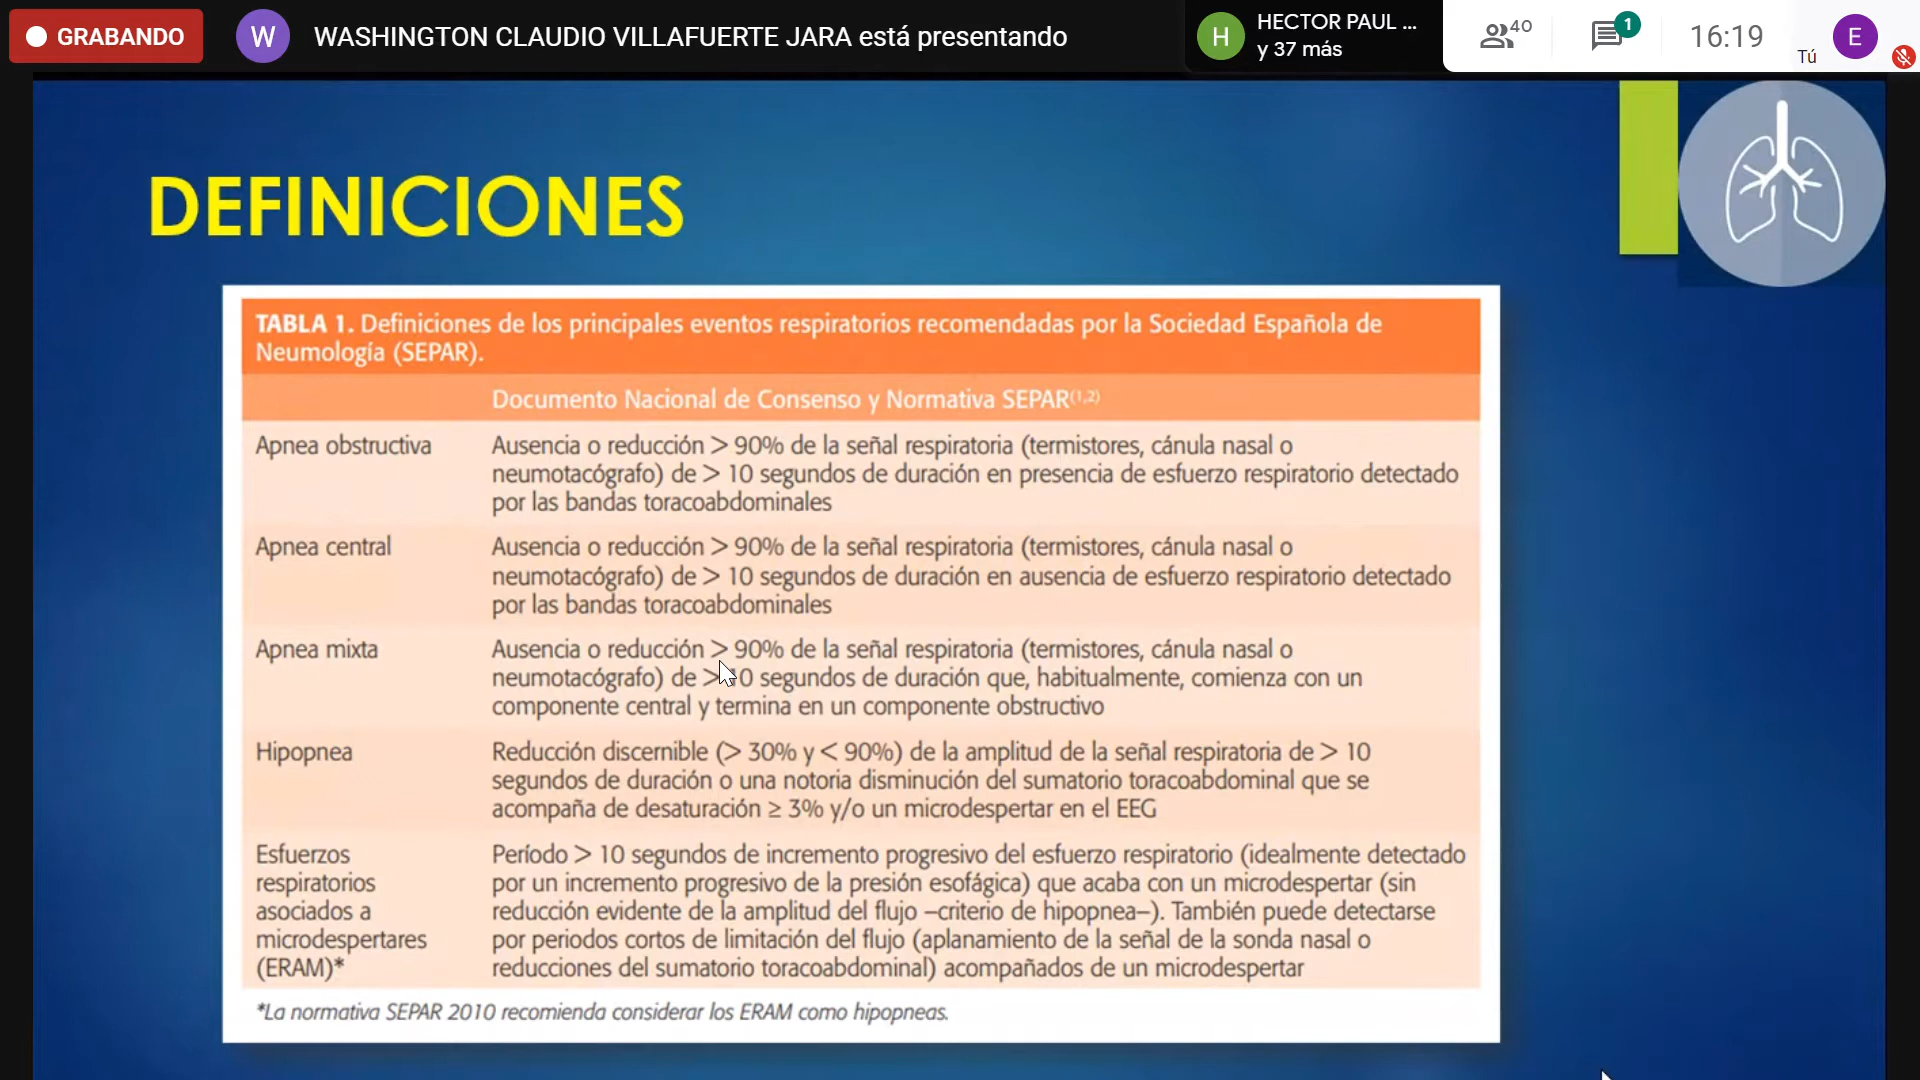 GRABANDO
W
WASHINGTON CLAUDIO VILLAFUERTE JARA está presentando
H
HECTOR PAUL ...
y 37 más
40
1
16:19
Tú
E
DEFINICIONES
TABLA 1. Definiciones de los principales eventos respiratorios recomendadas por la Sociedad Española de
Neumología (SEPAR).
Documento Nacional de Consenso y Normativa SEPAR(1,2)
Apnea obstructiva
Ausencia o reducción > 90% de la señal respiratoria (termistores, cánula nasal o
neumotacógrafo) de > 10 segundos de duración en presencia de esfuerzo respiratorio detectado
por las bandas toracoabdominales
Apnea central
Ausencia o reducción > 90% de la señal respiratoria (termistores, cánula nasal o
neumotacógrafo) de > 10 segundos de duración en ausencia de esfuerzo respiratorio detectado
por las bandas toracoabdominales
Apnea mixta
Ausencia o reducción > 90% de la señal respiratoria (termistores, cánula nasal o
neumotacógrafo) de > 10 segundos de duración que, habitualmente, comienza con un
componente central y termina en un componente obstructivo
Hipopnea
Reducción discernible (> 30% y < 90%) de la amplitud de la señal respiratoria de > 10
segundos de duración o una notoria disminución del sumatorio toracoabdominal que se
acompaña de desaturación ≥ 3% y/o un microdespertar en el EEG
Esfuerzos
respiratorios
asociados a
microdespertares
(ERAM)*
Período > 10 segundos de incremento progresivo del esfuerzo respiratorio (idealmente detectado
por un incremento progresivo de la presión esofágica) que acaba con un microdespertar (sin
reducción evidente de la amplitud del flujo –criterio de hipopnea–). También puede detectarse
por periodos cortos de limitación del flujo (aplanamiento de la señal de la sonda nasal o
reducciones del sumatorio toracoabdominal) acompañados de un microdespertar
*La normativa SEPAR 2010 recomienda considerar los ERAM como hipopneas.